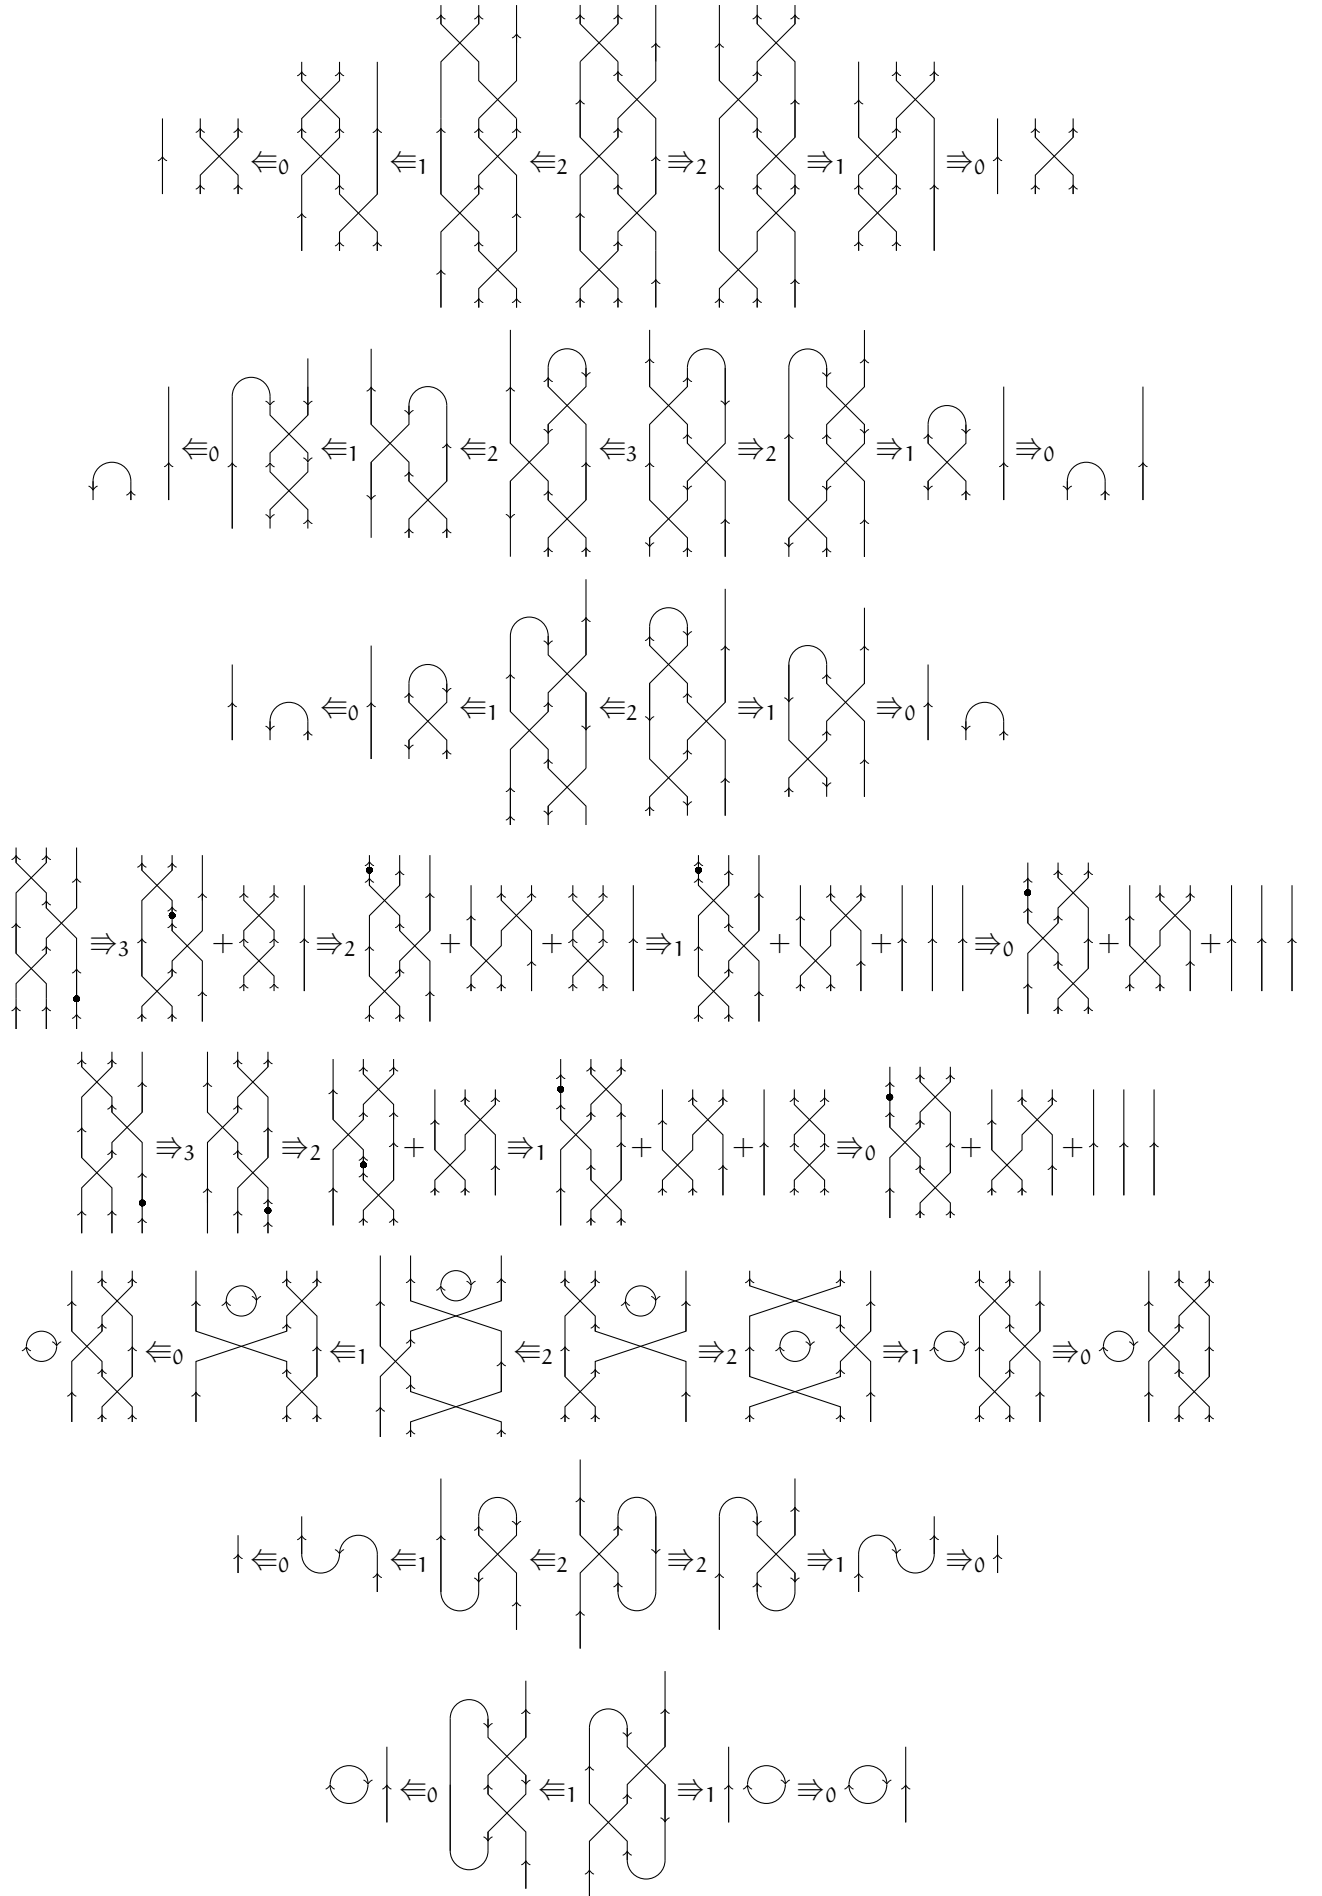 ⇚0 ⇚1 ⇚2 ⇛2 ⇛1 ⇛0
⇚0 ⇚1 ⇚2 ⇚3 ⇛2 ⇛1 ⇛0
⇚0 ⇚1 ⇚2 ⇛1 ⇛0
⇛3 + ⇛2 + + ⇛1 + + ⇛0 + +
⇛3 ⇛2 + ⇛1 + + ⇛0 + +
⇚0 ⇚1 ⇚2 ⇛2 ⇛1 ⇛0
⇚0 ⇚1 ⇚2 ⇛2 ⇛1 ⇛0
⇚0 ⇚1 ⇛1 ⇛0